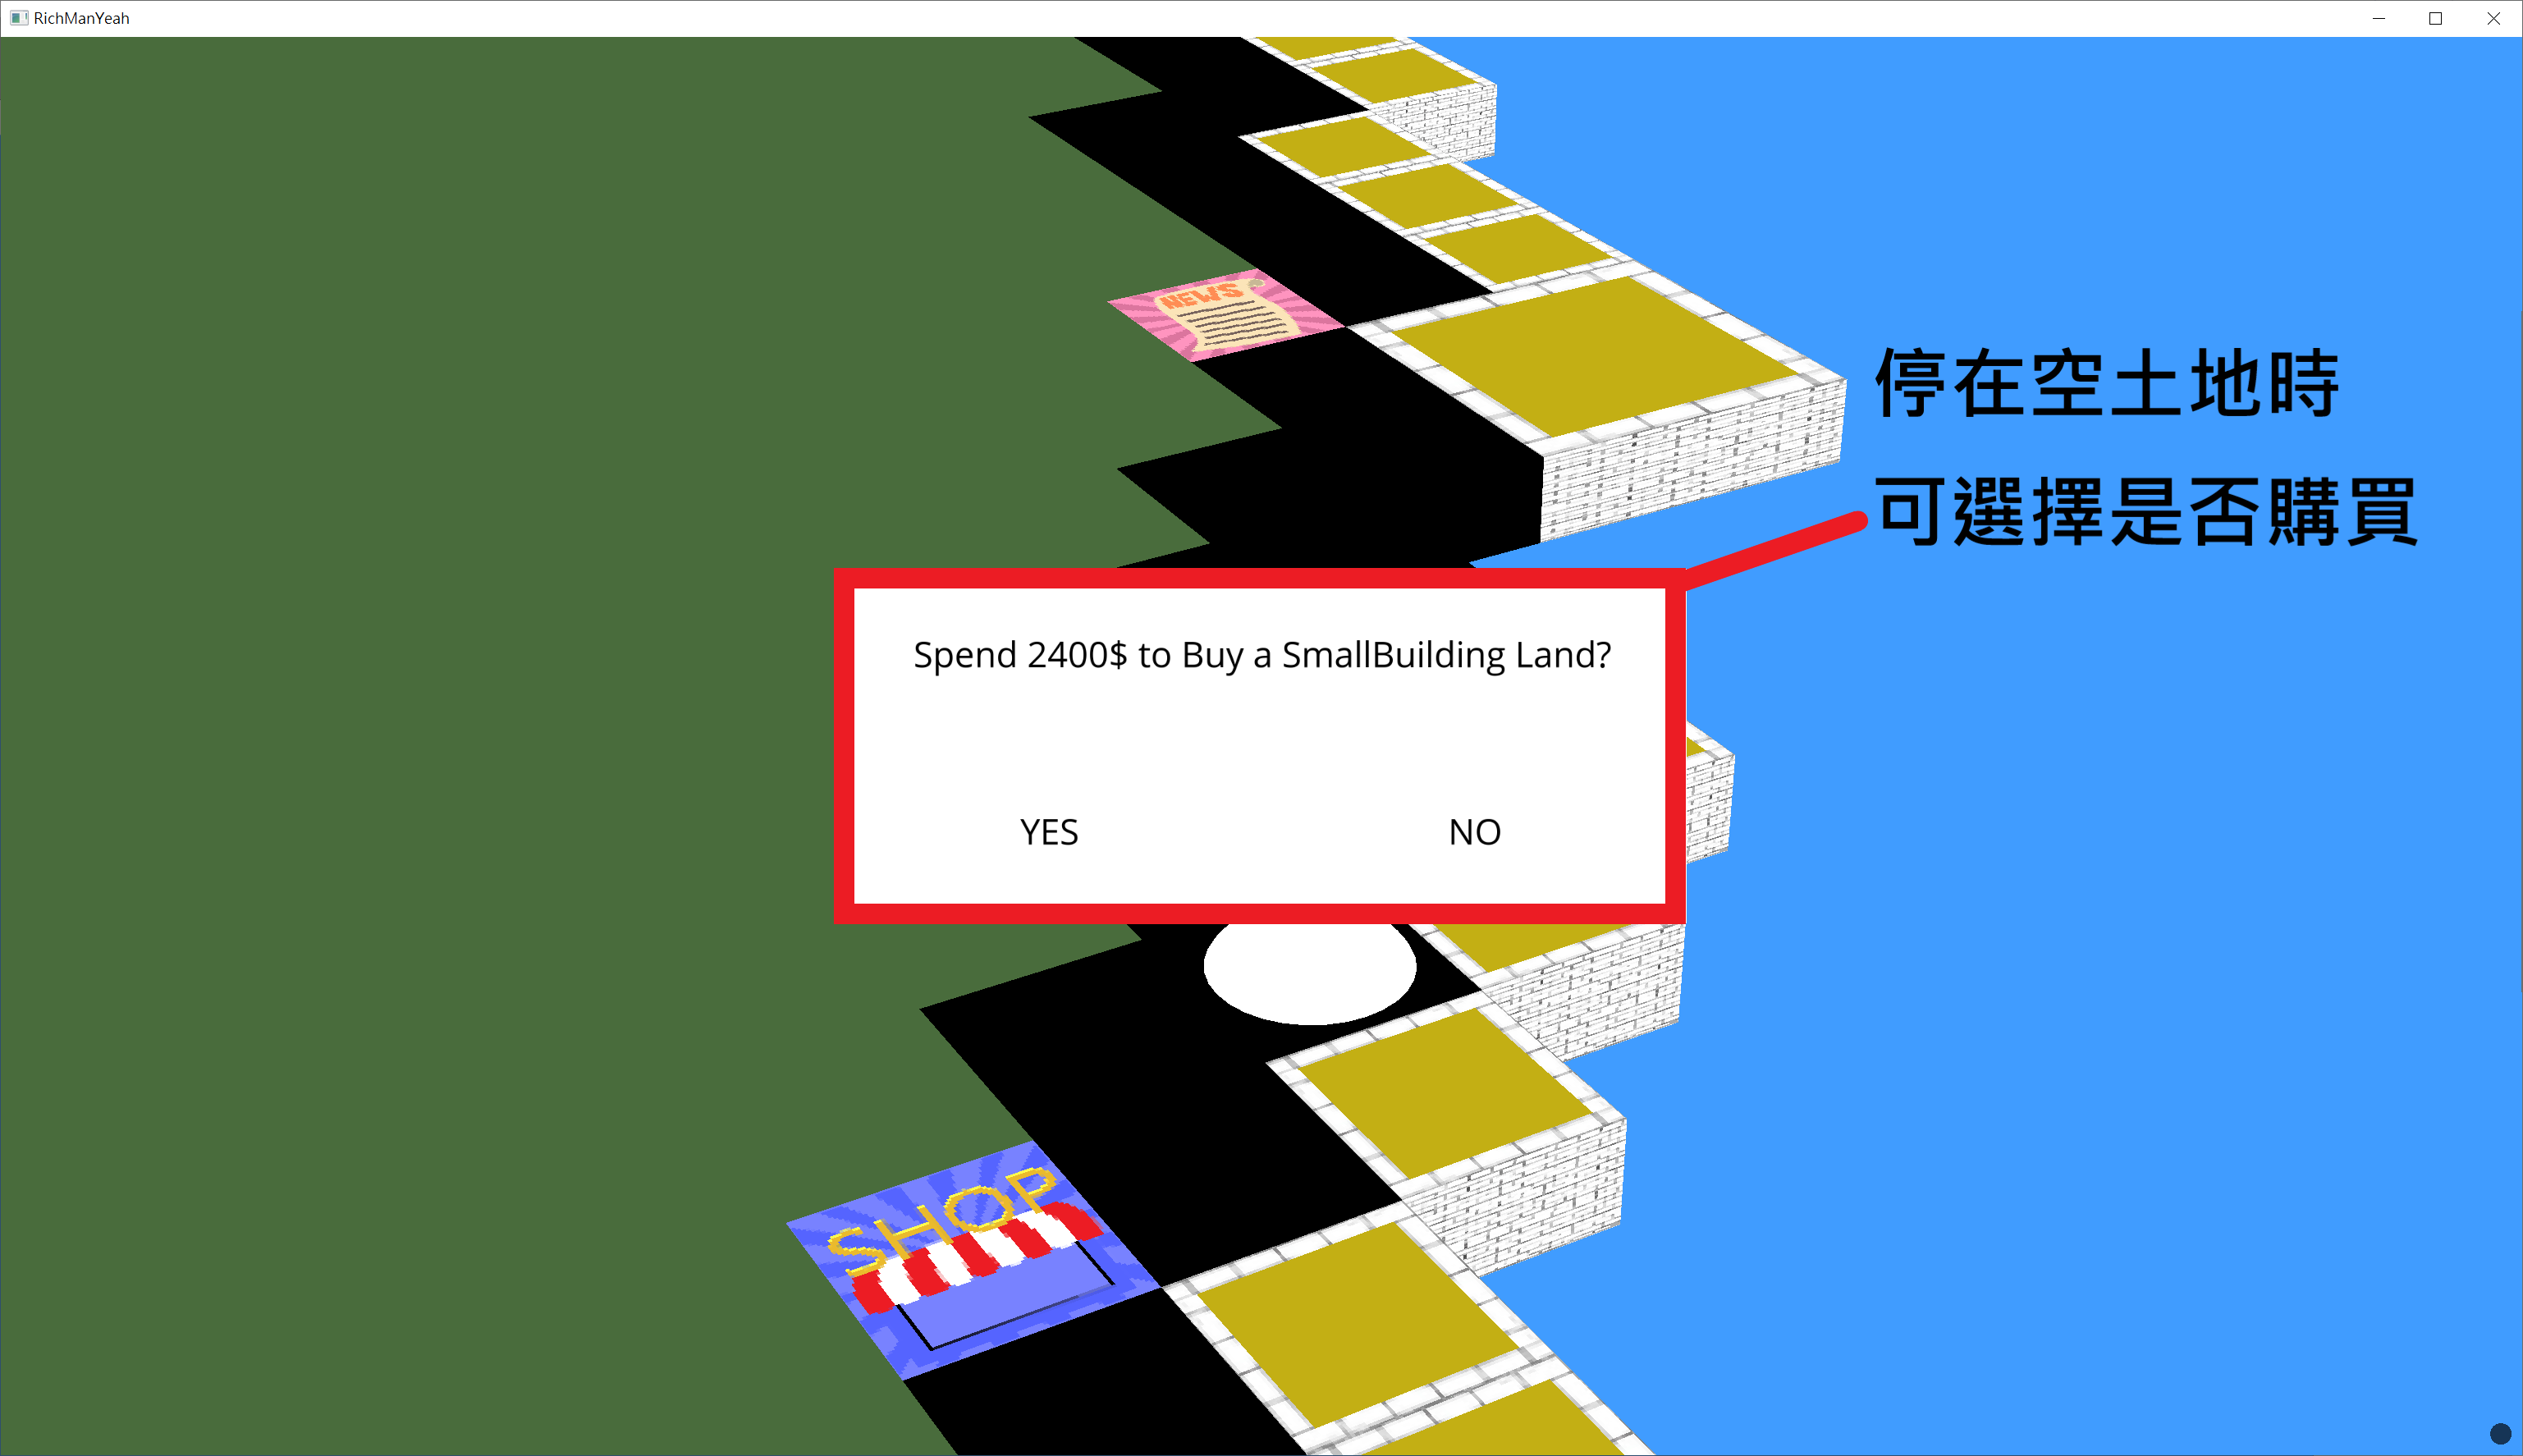 RichManYeah
NEWS
停在空土地時
可選擇是否購買
Spend 2400$ to Buy a SmallBuilding Land?
YES
NO
SHOP